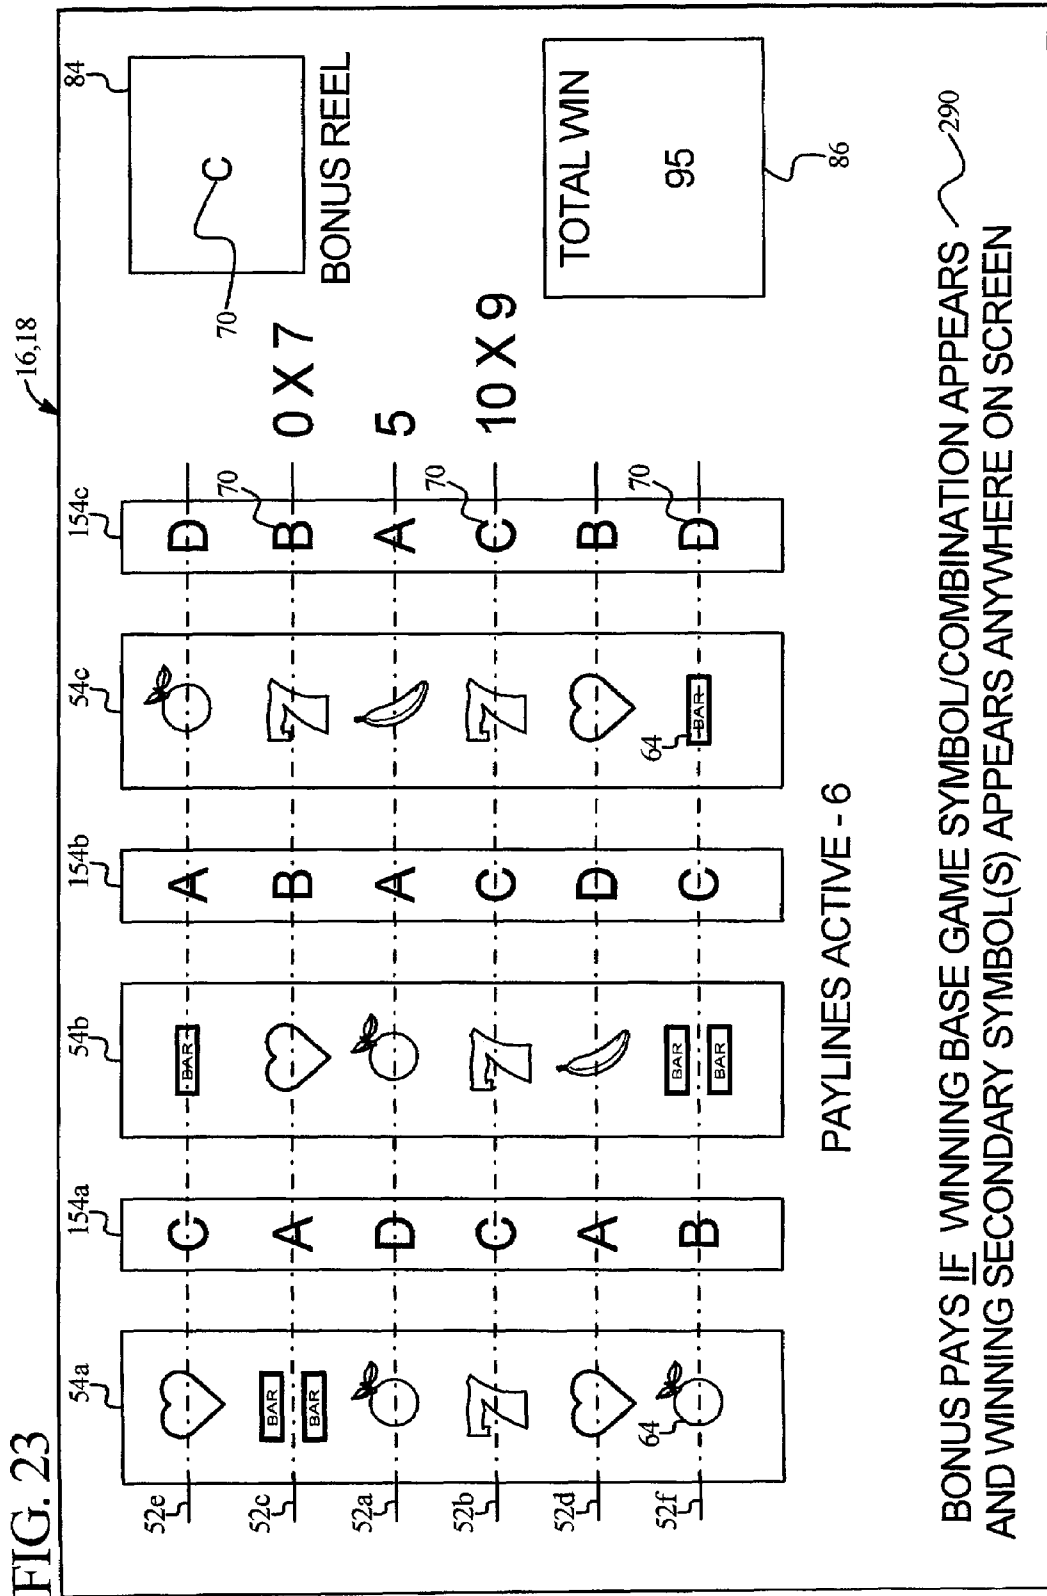 FIG. 23
16,18
54a
154a
54b
154b
54c
154c
84
C
70
BONUS REEL
52e
C
BAR
A
D
52c
BAR
BAR
A
B
B
70
0 X 7
52a
D
A
A
5
52b
C
C
C
70
10 X 9
52d
A
D
B
52f
64
B
BAR
BAR
C
64
BAR
D
70
TOTAL WIN
95
86
PAYLINES ACTIVE - 6
BONUS PAYS IF WINNING BASE GAME SYMBOL/COMBINATION APPEARS
AND WINNING SECONDARY SYMBOL(S) APPEARS ANYWHERE ON SCREEN
290